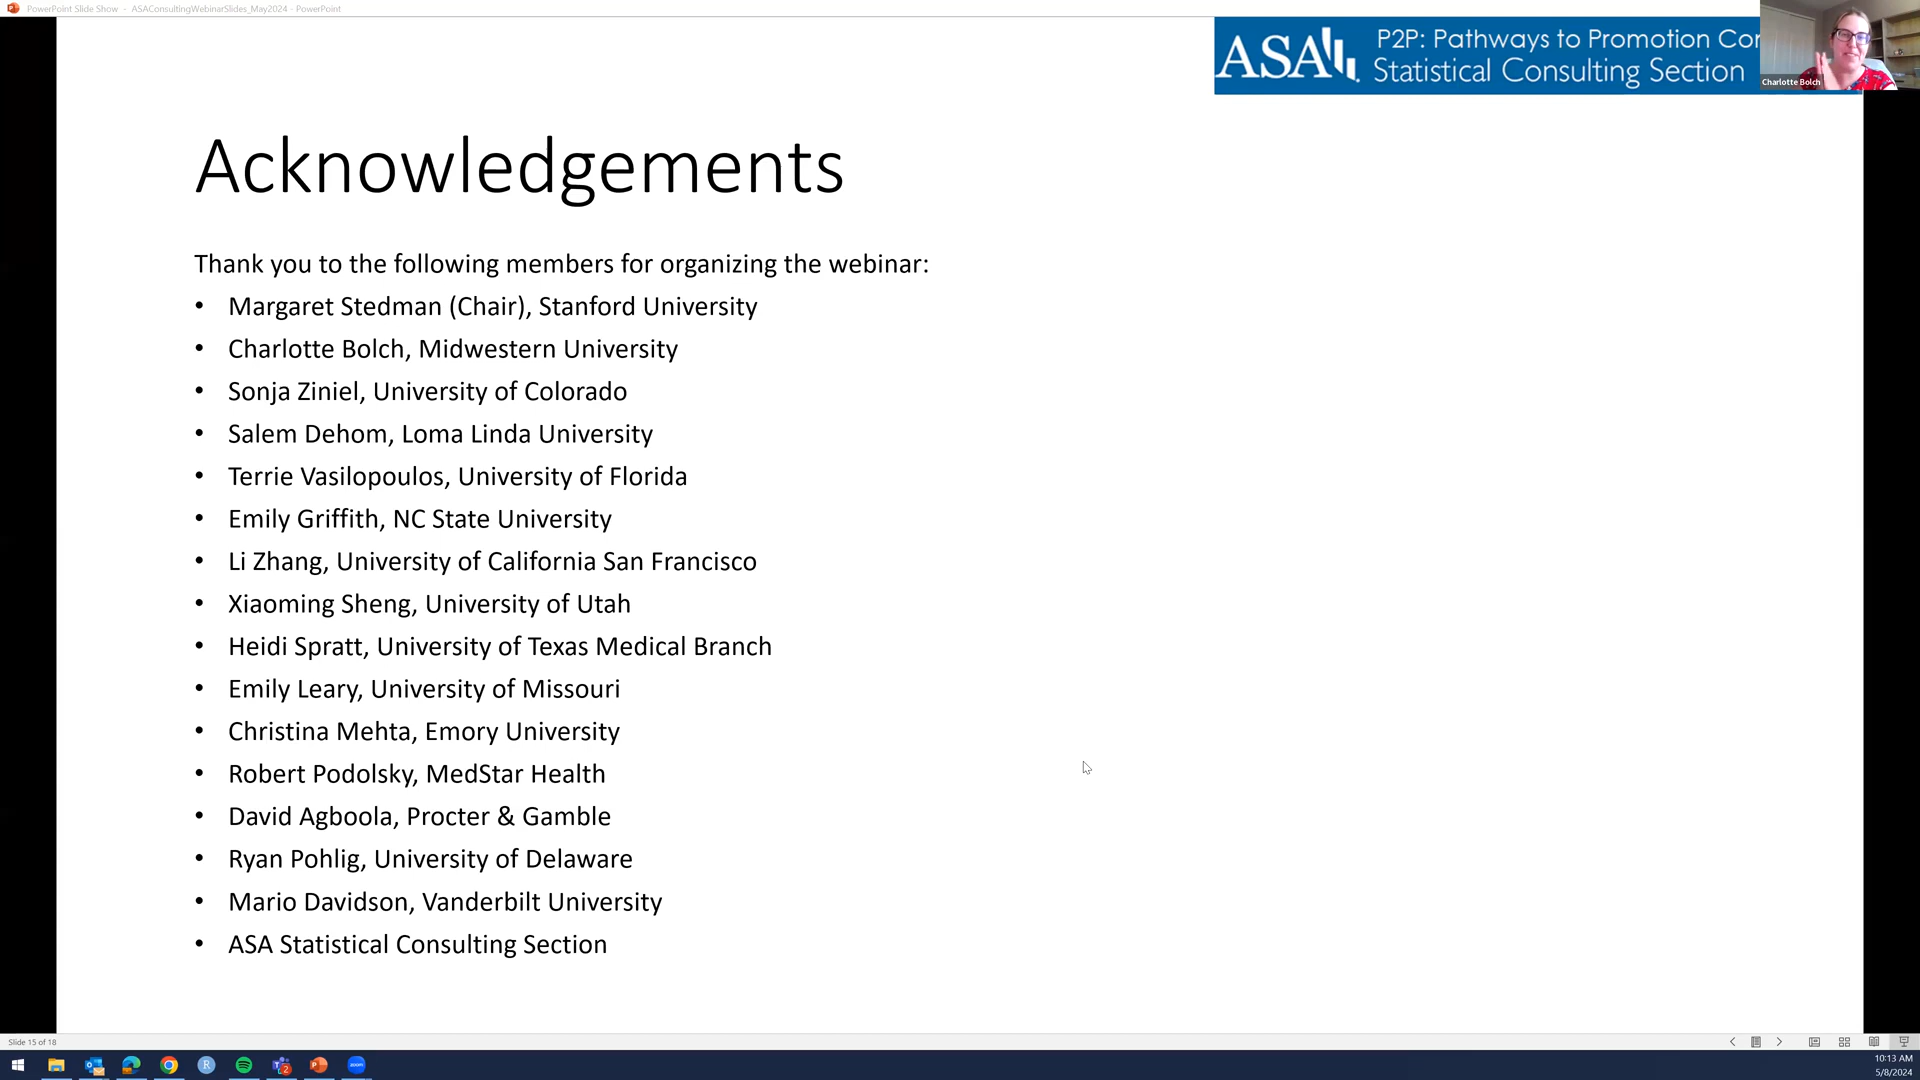 PowerPoint Slide Show - ASAConsultingWebinarSlides_May2024 - PowerPoint
ASA
P2P: Pathways to Promotion Cor
Statistical Consulting Section
Charlotte Bolch
Acknowledgements
Thank you to the following members for organizing the webinar:
• Margaret Stedman (Chair), Stanford University
• Charlotte Bolch, Midwestern University
• Sonja Ziniel, University of Colorado
• Salem Dehom, Loma Linda University
• Terrie Vasilopoulos, University of Florida
• Emily Griffith, NC State University
• Li Zhang, University of California San Francisco
• Xiaoming Sheng, University of Utah
• Heidi Spratt, University of Texas Medical Branch
• Emily Leary, University of Missouri
• Christina Mehta, Emory University
• Robert Podolsky, MedStar Health
• David Agboola, Procter & Gamble
• Ryan Pohlig, University of Delaware
• Mario Davidson, Vanderbilt University
• ASA Statistical Consulting Section
Slide 15 of 18
10:13 AM
5/8/2024